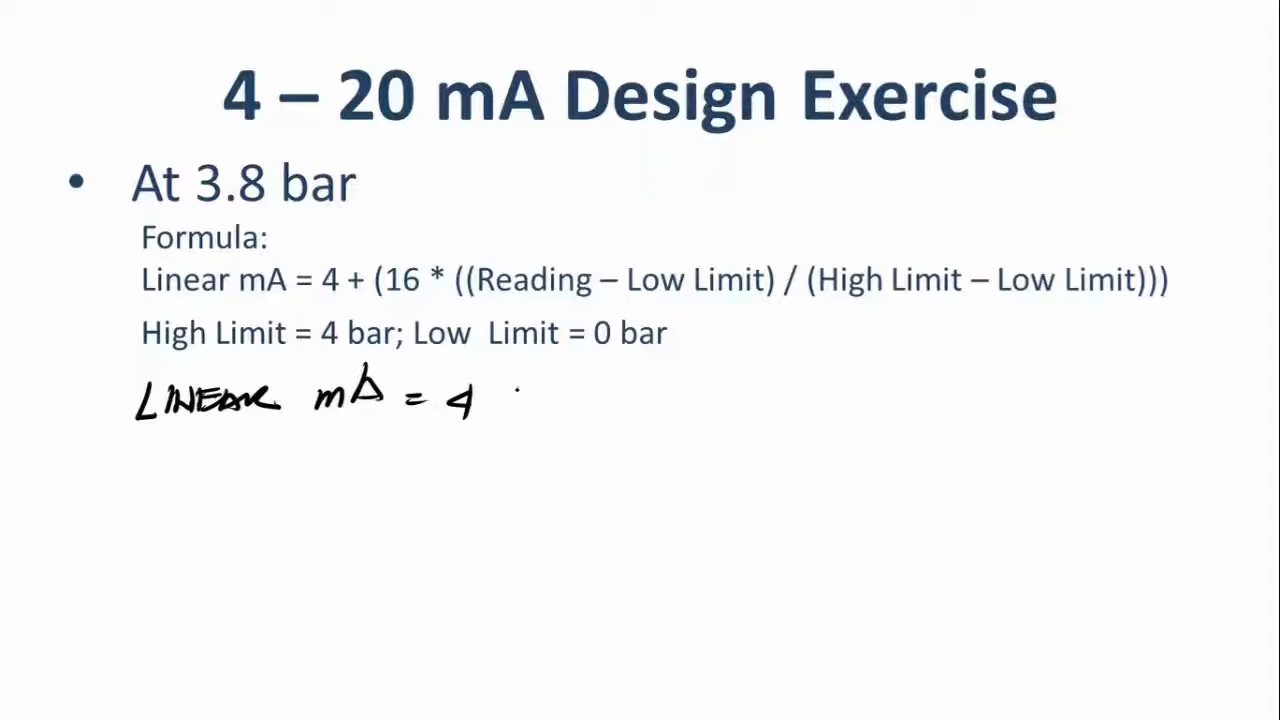 4 – 20 mA Design Exercise
• At 3.8 bar
Formula:
Linear mA = 4 + (16 * ((Reading – Low Limit) / (High Limit – Low Limit)))
High Limit = 4 bar; Low Limit = 0 bar
LINEAR mA = 4